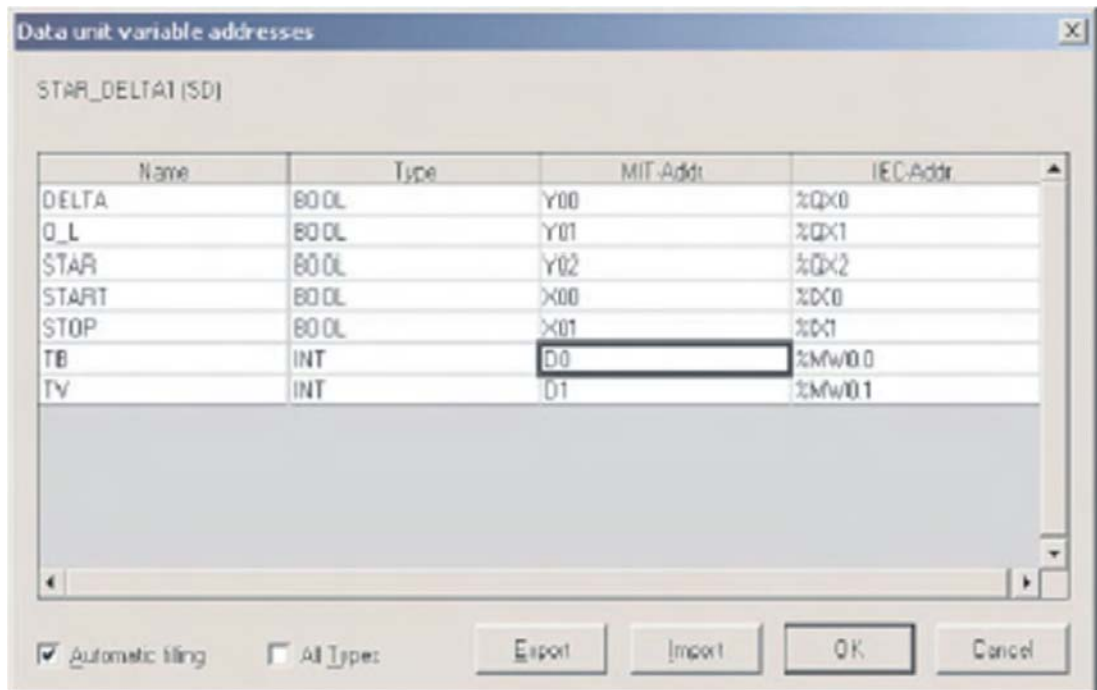 Data unit variable addresses
STAR_DELTA1 (SD)
Name Type MIT-Addr. IEC-Addr.
DELTA BOOL Y00 %QX0
O_L BOOL Y01 %QX1
STAR BOOL Y02 %QX2
START BOOL X00 %IX0
STOP BOOL X01 %IX1
TB INT D0 %MW0.0
TV INT D1 %MW0.1
Automatic filling All Types Export Import OK Cancel